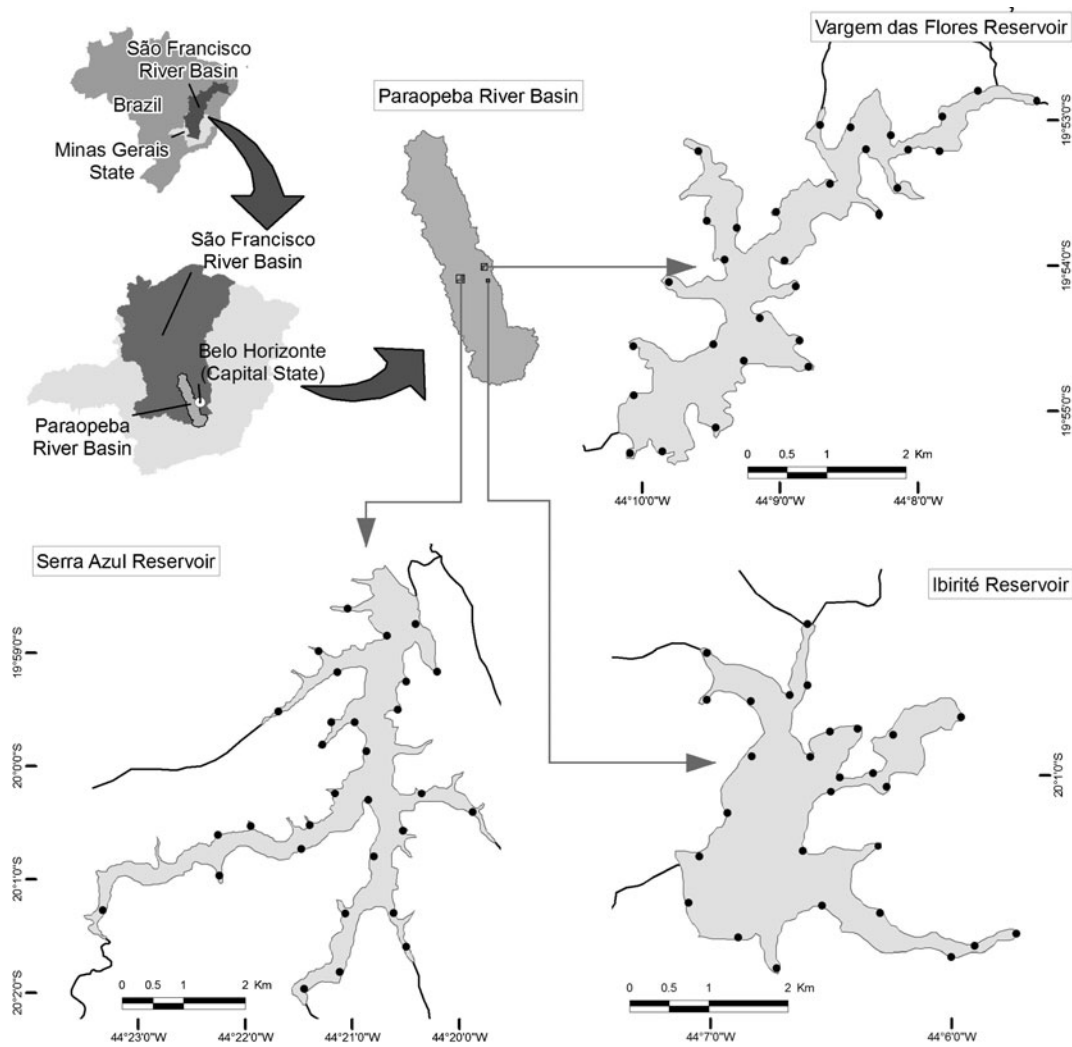 São Francisco
River Basin
Brazil
Minas Gerais
State
São Francisco
River Basin
Belo Horizonte
(Capital State)
Paraopeba
River Basin
Paraopeba River Basin
Vargem das Flores Reservoir
19°53'0"S
19°54'0"S
19°55'0"S
0 0.5 1 2 Km
44°10'0"W 44°9'0"W 44°8'0"W
Serra Azul Reservoir
19°59'0"S
20°0'0"S
20°1'0"S
20°2'0"S
0 0.5 1 2 Km
44°23'0"W 44°22'0"W 44°21'0"W 44°20'0"W
Ibirité Reservoir
20°1'0"S
0 0.5 1 2 Km
44°7'0"W 44°6'0"W